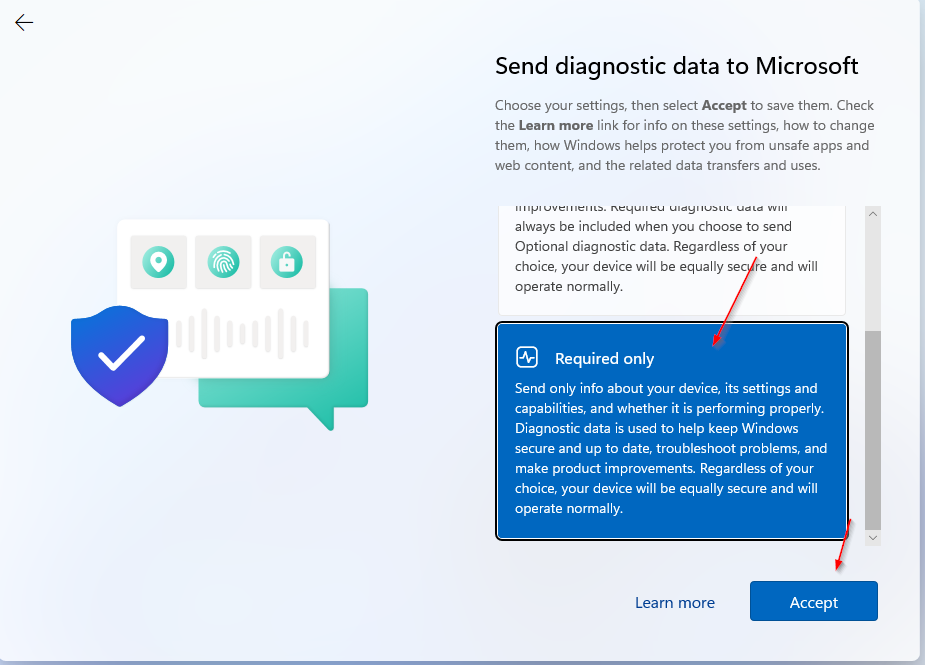 Send diagnostic data to Microsoft
Choose your settings, then select Accept to save them. Check
the Learn more link for info on these settings, how to change
them, how Windows helps protect you from unsafe apps and
web content, and the related data transfers and uses.
improvements. Required diagnostic data will
always be included when you choose to send
Optional diagnostic data. Regardless of your
choice, your device will be equally secure and will
operate normally.
Required only
Send only info about your device, its settings and
capabilities, and whether it is performing properly.
Diagnostic data is used to help keep Windows
secure and up to date, troubleshoot problems, and
make product improvements. Regardless of your
choice, your device will be equally secure and will
operate normally.
Learn more
Accept